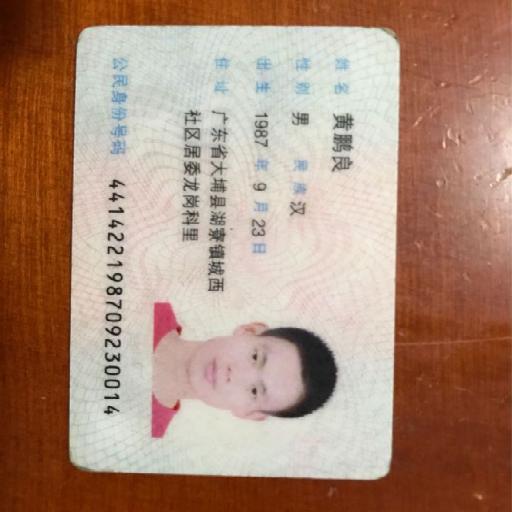 姓名 黄鹏良
性别 男 民族 汉
出生 1987 年 9 月 23 日
住址 广东省大埔县湖寮镇城西
社区居委龙岗科里
公民身份号码 441422198709230014